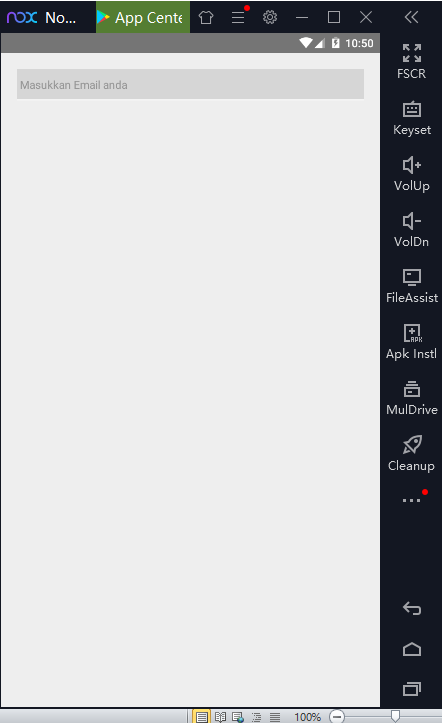 nox No... App Cente
10:50
Masukkan Email anda
FSCR
Keyset
VolUp
VolDn
FileAssist
APK
Apk Instl
MulDrive
Cleanup
100%